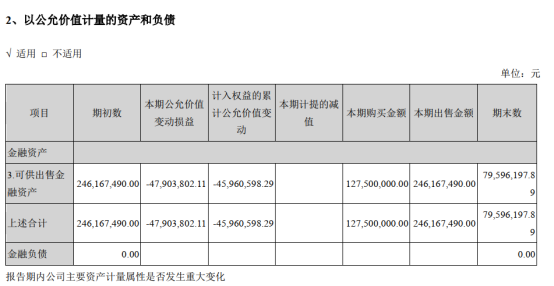 2、以公允价值计量的资产和负债
√ 适用 □ 不适用
单位：元
项目 期初数 本期公允价值变动损益 计入权益的累计公允价值变动 本期计提的减值 本期购买金额 本期出售金额 期末数
金融资产
3.可供出售金融资产 246,167,490.00 -47,903,802.11 -45,960,598.29 127,500,000.00 246,167,490.00 79,596,197.89
上述合计 246,167,490.00 -47,903,802.11 -45,960,598.29 127,500,000.00 246,167,490.00 79,596,197.89
金融负债 0.00 0.00
报告期内公司主要资产计量属性是否发生重大变化